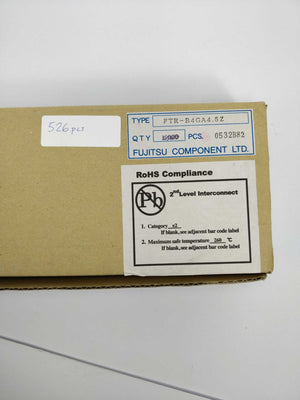 526 pcs
TYPE FTR-B4GA4.5Z
QTY PCS. 0532B82
FUJITSU COMPONENT LTD.
RoHS Compliance
Pb
2nd Level Interconnect
1. Category e2
If blank,see adjacent bar code label
2. Maximum safe temperature 260 °C
If blank,see adjacent bar code label